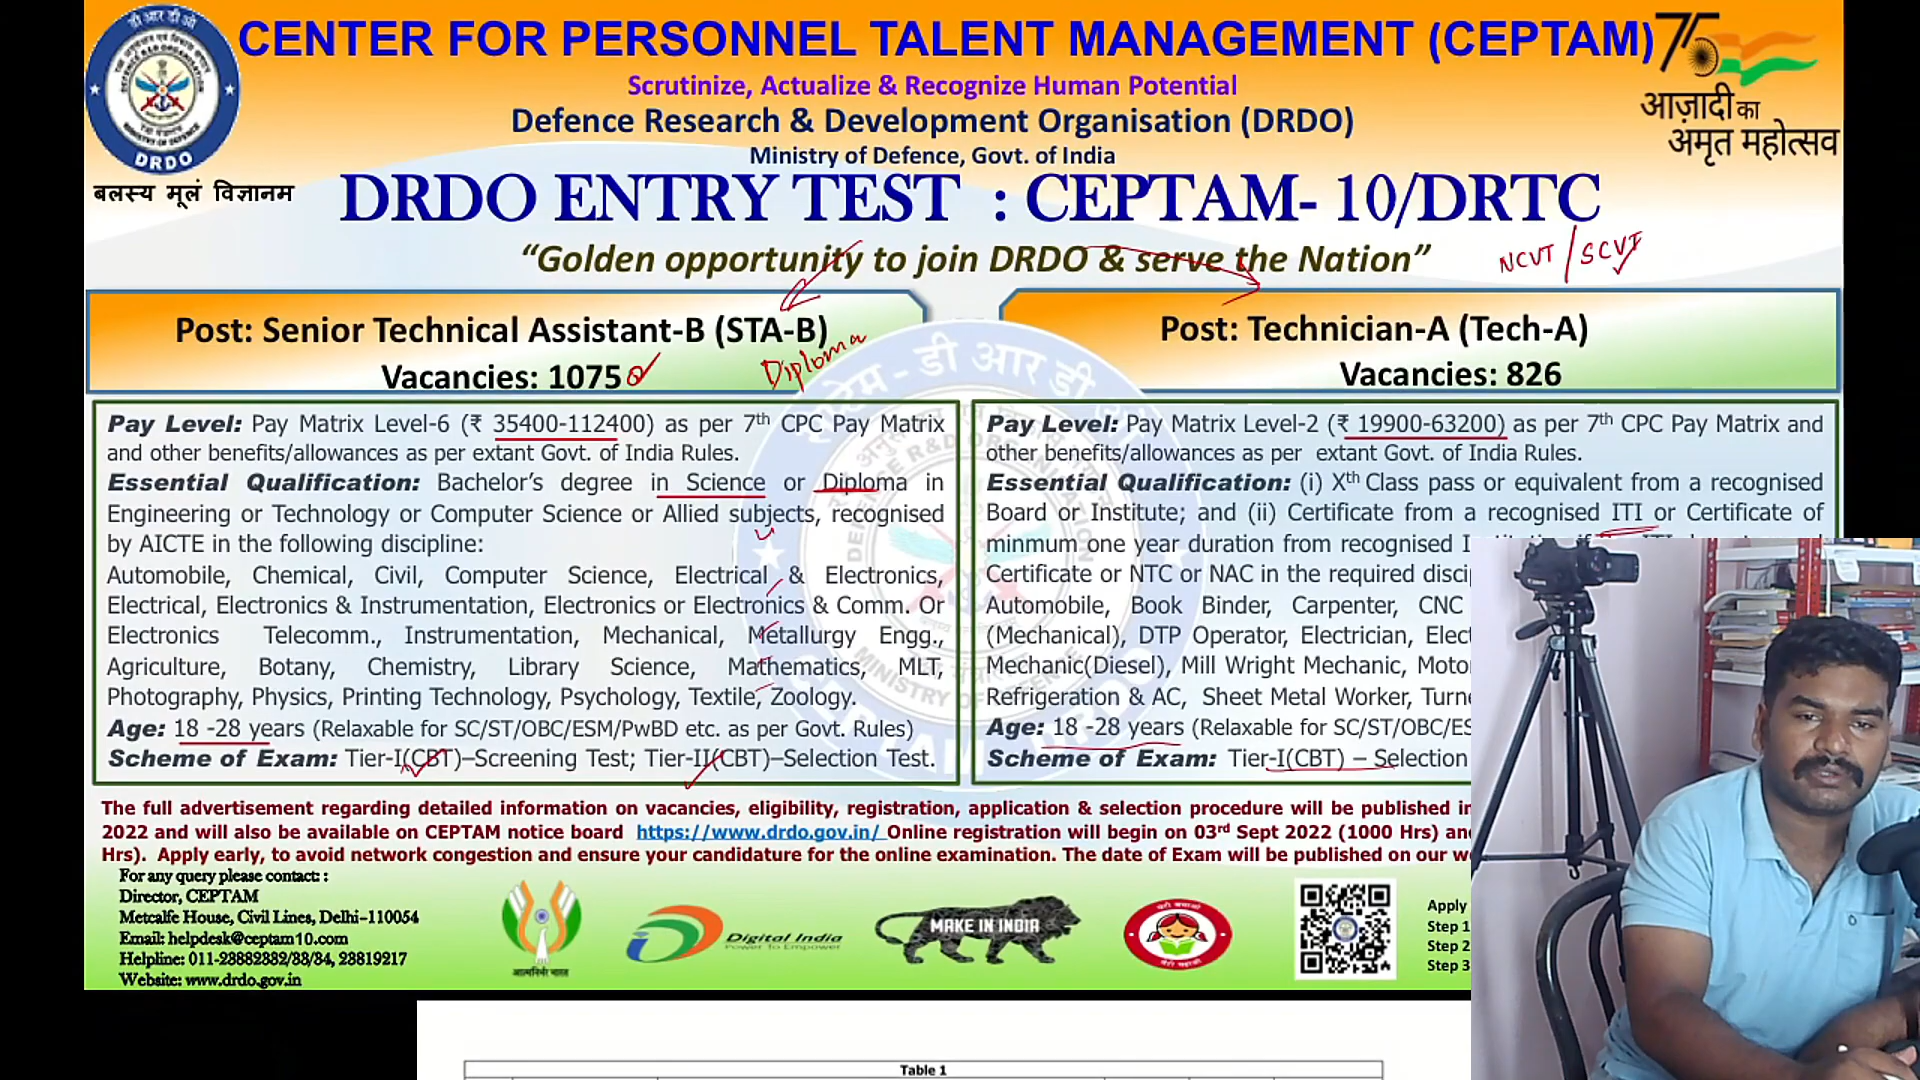 CENTER FOR PERSONNEL TALENT MANAGEMENT (CEPTAM)
Scrutinize, Actualize & Recognize Human Potential
Defence Research & Development Organisation (DRDO)
Ministry of Defence, Govt. of India
DRDO
बलस्य मूलं विज्ञानम
75
आज़ादी का
अमृत महोत्सव
DRDO ENTRY TEST : CEPTAM- 10/DRTC
“Golden opportunity to join DRDO & serve the Nation”
NCVT / SCVT
Post: Senior Technical Assistant-B (STA-B)
Vacancies: 1075
Diploma
Pay Level: Pay Matrix Level-6 (₹ 35400-112400) as per 7th CPC Pay Matrix
and other benefits/allowances as per extant Govt. of India Rules.
Essential Qualification: Bachelor’s degree in Science or Diploma in
Engineering or Technology or Computer Science or Allied subjects, recognised
by AICTE in the following discipline:
Automobile, Chemical, Civil, Computer Science, Electrical & Electronics,
Electrical, Electronics & Instrumentation, Electronics or Electronics & Comm. Or
Electronics Telecomm., Instrumentation, Mechanical, Metallurgy Engg.,
Agriculture, Botany, Chemistry, Library Science, Mathematics, MLT,
Photography, Physics, Printing Technology, Psychology, Textile, Zoology.
Age: 18 -28 years (Relaxable for SC/ST/OBC/ESM/PwBD etc. as per Govt. Rules)
Scheme of Exam: Tier-I(CBT)–Screening Test; Tier-II(CBT)–Selection Test.
Post: Technician-A (Tech-A)
Vacancies: 826
Pay Level: Pay Matrix Level-2 (₹ 19900-63200) as per 7th CPC Pay Matrix and
other benefits/allowances as per extant Govt. of India Rules.
Essential Qualification: (i) Xth Class pass or equivalent from a recognised
Board or Institute; and (ii) Certificate from a recognised ITI or Certificate of
minmum one year duration from recognised
Certificate or NTC or NAC in the required
Automobile, Book Binder, Carpenter, CNC
(Mechanical), DTP Operator, Electrician,
Mechanic(Diesel), Mill Wright Mechanic,
Refrigeration & AC, Sheet Metal Worker,
Age: 18 -28 years (Relaxable for SC/ST/OBC/
Scheme of Exam: Tier-I(CBT) – Selection
The full advertisement regarding detailed information on vacancies, eligibility, registration, application & selection procedure will be published in
2022 and will also be available on CEPTAM notice board https://www.drdo.gov.in/ Online registration will begin on 03rd Sept 2022 (1000 Hrs) and
Hrs). Apply early, to avoid network congestion and ensure your candidature for the online examination. The date of Exam will be published on our
For any query please contact: :
Director, CEPTAM
Metcalfe House, Civil Lines, Delhi-110054
Email: helpdesk@ceptam10.com
Helpline: 011-23882332/33/34, 23819217
Website: www.drdo.gov.in
आत्मनिर्भर भारत
Digital India
Power To Empower
MAKE IN INDIA
Apply
Step 1
Step 2
Step 3
Table 1